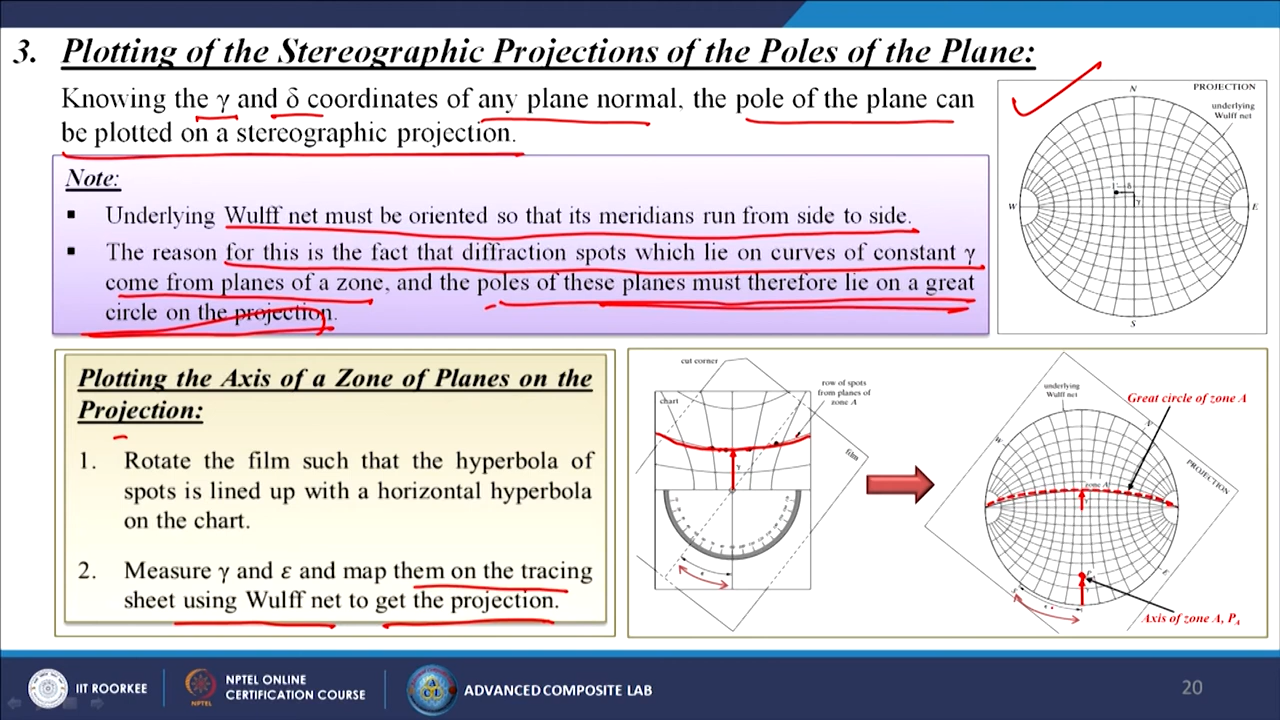 3. Plotting of the Stereographic Projections of the Poles of the Plane:
Knowing the γ and δ coordinates of any plane normal, the pole of the plane can
be plotted on a stereographic projection.
Note:
▪ Underlying Wulff net must be oriented so that its meridians run from side to side.
▪ The reason for this is the fact that diffraction spots which lie on curves of constant γ
come from planes of a zone, and the poles of these planes must therefore lie on a great
circle on the projection.
N
PROJECTION
underlying
Wulff net
δ
γ
W
E
S
Plotting the Axis of a Zone of Planes on the
Projection:
1. Rotate the film such that the hyperbola of
spots is lined up with a horizontal hyperbola
on the chart.
2. Measure γ and ε and map them on the tracing
sheet using Wulff net to get the projection.
cut corner
chart
row of spots
from planes of
zone A
film
γ
underlying
Wulff net
Great circle of zone A
W
N
PROJECTION
zone A
γ
E
S
Axis of zone A, PA
IIT ROORKEE
NPTEL ONLINE
CERTIFICATION COURSE
NPTEL
ADVANCED COMPOSITE LAB
20